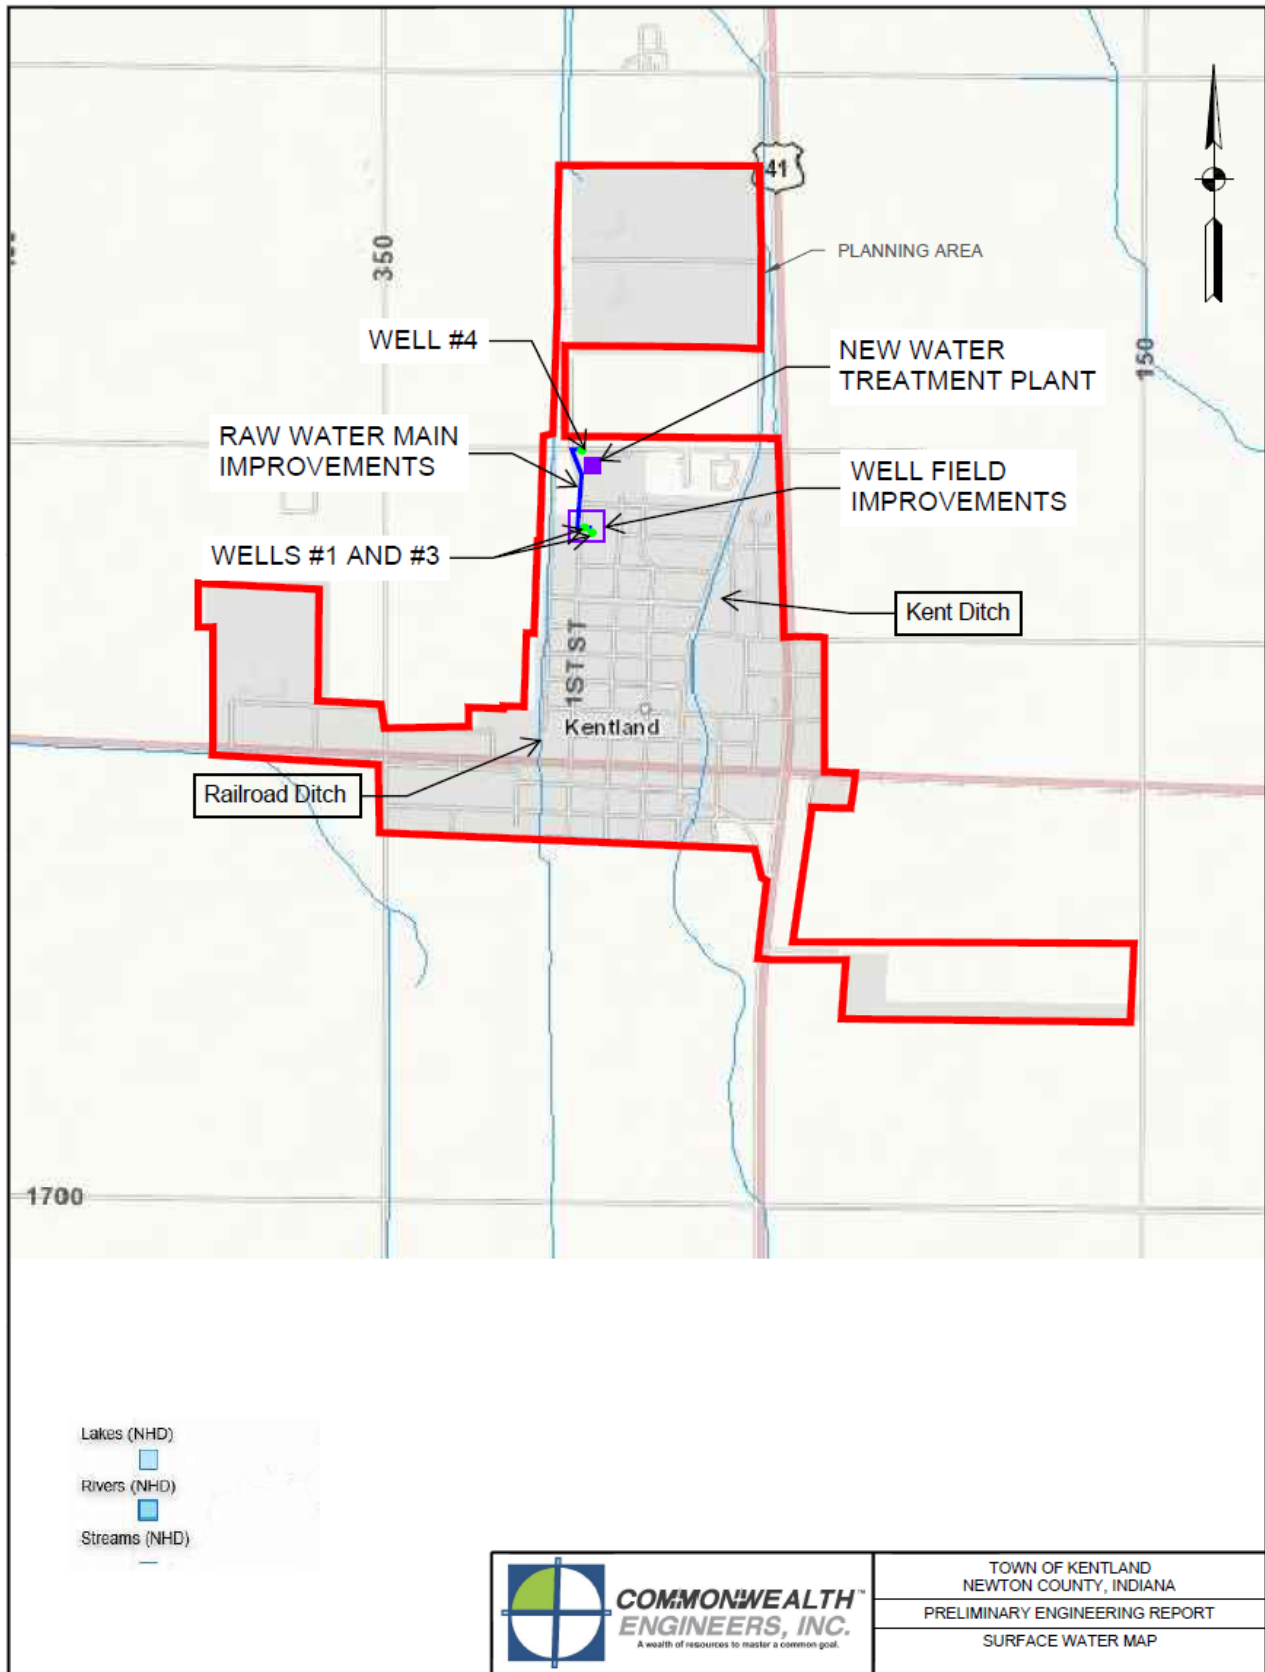 41
350
PLANNING AREA
WELL #4
NEW WATER
TREATMENT PLANT
150
RAW WATER MAIN
IMPROVEMENTS
WELL FIELD
IMPROVEMENTS
WELLS #1 AND #3
Kent Ditch
1ST ST
Kentland
Railroad Ditch
1700
Lakes (NHD)
Rivers (NHD)
Streams (NHD)
COMMONWEALTH™
ENGINEERS, INC.
A wealth of resources to master a common goal.
TOWN OF KENTLAND
NEWTON COUNTY, INDIANA
PRELIMINARY ENGINEERING REPORT
SURFACE WATER MAP